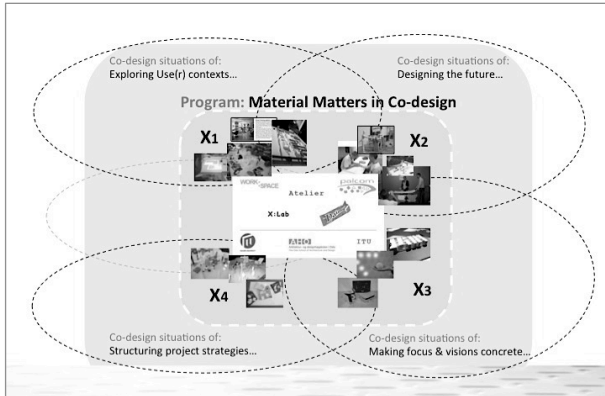 Co-design situations of:
Exploring Use(r) contexts…
Co-design situations of:
Designing the future…
Program: Material Matters in Co-design
X1
X2
WORK-SPACE
Atelier
palcom
X:Lab
ITU
X4
X3
Co-design situations of:
Structuring project strategies…
Co-design situations of:
Making focus & visions concrete…